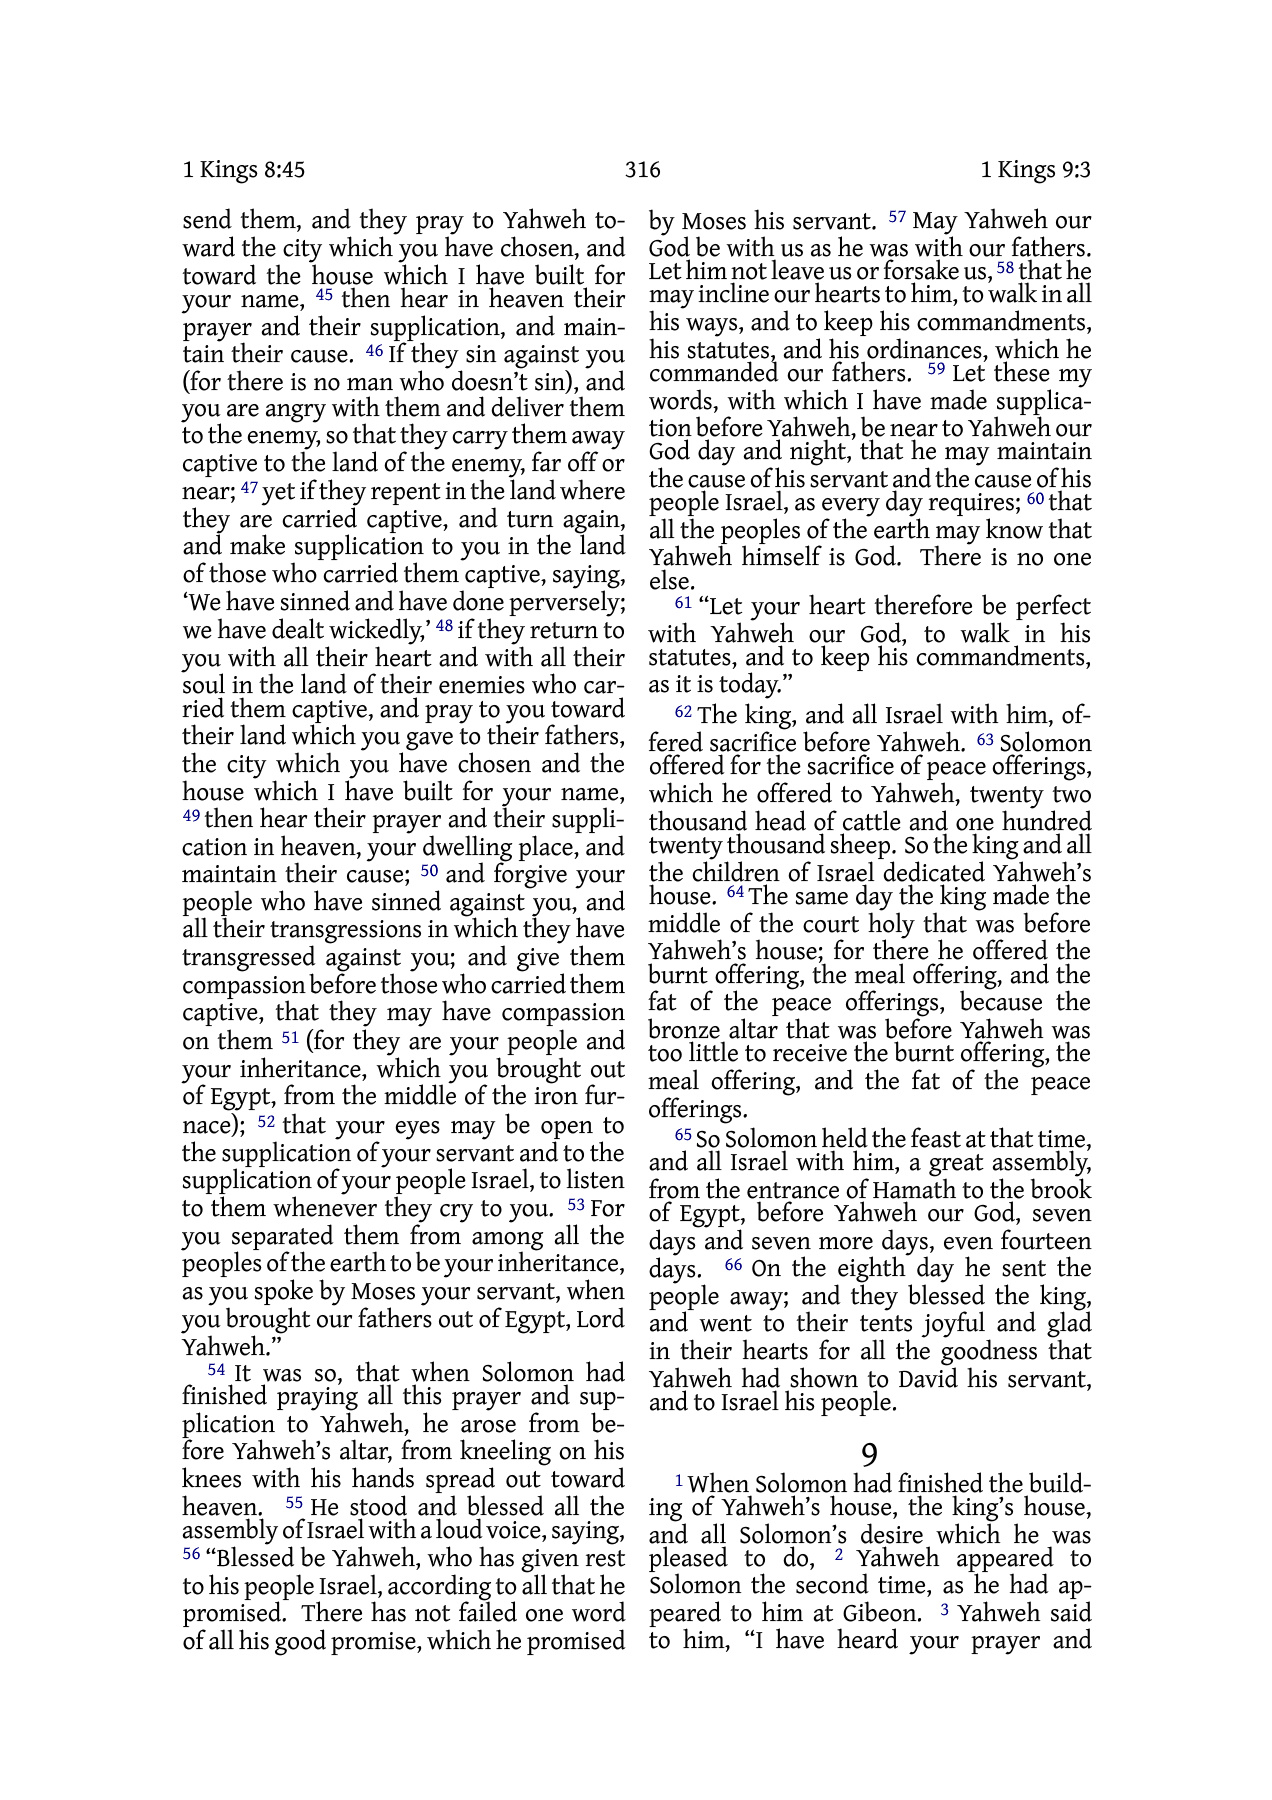 1 Kings 8:45 316 1 Kings 9:3
send them, and they pray to Yahweh to-
ward the city which you have chosen, and
toward the house which I have built for
your name, 45 then hear in heaven their
prayer and their supplication, and main-
tain their cause. 46 If they sin against you
(for there is no man who doesn’t sin), and
you are angry with them and deliver them
to the enemy, so that they carry them away
captive to the land of the enemy, far off or
near; 47 yet if they repent in the land where
they are carried captive, and turn again,
and make supplication to you in the land
of those who carried them captive, saying,
‘We have sinned and have done perversely;
we have dealt wickedly,’ 48 if they return to
you with all their heart and with all their
soul in the land of their enemies who car-
ried them captive, and pray to you toward
their land which you gave to their fathers,
the city which you have chosen and the
house which I have built for your name,
49 then hear their prayer and their suppli-
cation in heaven, your dwelling place, and
maintain their cause; 50 and forgive your
people who have sinned against you, and
all their transgressions in which they have
transgressed against you; and give them
compassion before those who carried them
captive, that they may have compassion
on them 51 (for they are your people and
your inheritance, which you brought out
of Egypt, from the middle of the iron fur-
nace); 52 that your eyes may be open to
the supplication of your servant and to the
supplication of your people Israel, to listen
to them whenever they cry to you. 53 For
you separated them from among all the
peoples of the earth to be your inheritance,
as you spoke by Moses your servant, when
you brought our fathers out of Egypt, Lord
Yahweh.”
54 It was so, that when Solomon had
finished praying all this prayer and sup-
plication to Yahweh, he arose from be-
fore Yahweh’s altar, from kneeling on his
knees with his hands spread out toward
heaven. 55 He stood and blessed all the
assembly of Israel with a loud voice, saying,
56 “Blessed be Yahweh, who has given rest
to his people Israel, according to all that he
promised. There has not failed one word
of all his good promise, which he promised
by Moses his servant. 57 May Yahweh our
God be with us as he was with our fathers.
Let him not leave us or forsake us, 58 that he
may incline our hearts to him, to walk in all
his ways, and to keep his commandments,
his statutes, and his ordinances, which he
commanded our fathers. 59 Let these my
words, with which I have made supplica-
tion before Yahweh, be near to Yahweh our
God day and night, that he may maintain
the cause of his servant and the cause of his
people Israel, as every day requires; 60 that
all the peoples of the earth may know that
Yahweh himself is God. There is no one
else.
61 “Let your heart therefore be perfect
with Yahweh our God, to walk in his
statutes, and to keep his commandments,
as it is today.”
62 The king, and all Israel with him, of-
fered sacrifice before Yahweh. 63 Solomon
offered for the sacrifice of peace offerings,
which he offered to Yahweh, twenty two
thousand head of cattle and one hundred
twenty thousand sheep. So the king and all
the children of Israel dedicated Yahweh’s
house. 64 The same day the king made the
middle of the court holy that was before
Yahweh’s house; for there he offered the
burnt offering, the meal offering, and the
fat of the peace offerings, because the
bronze altar that was before Yahweh was
too little to receive the burnt offering, the
meal offering, and the fat of the peace
offerings.
65 So Solomon held the feast at that time,
and all Israel with him, a great assembly,
from the entrance of Hamath to the brook
of Egypt, before Yahweh our God, seven
days and seven more days, even fourteen
days. 66 On the eighth day he sent the
people away; and they blessed the king,
and went to their tents joyful and glad
in their hearts for all the goodness that
Yahweh had shown to David his servant,
and to Israel his people.
9
1 When Solomon had finished the build-
ing of Yahweh’s house, the king’s house,
and all Solomon’s desire which he was
pleased to do, 2 Yahweh appeared to
Solomon the second time, as he had ap-
peared to him at Gibeon. 3 Yahweh said
to him, “I have heard your prayer and